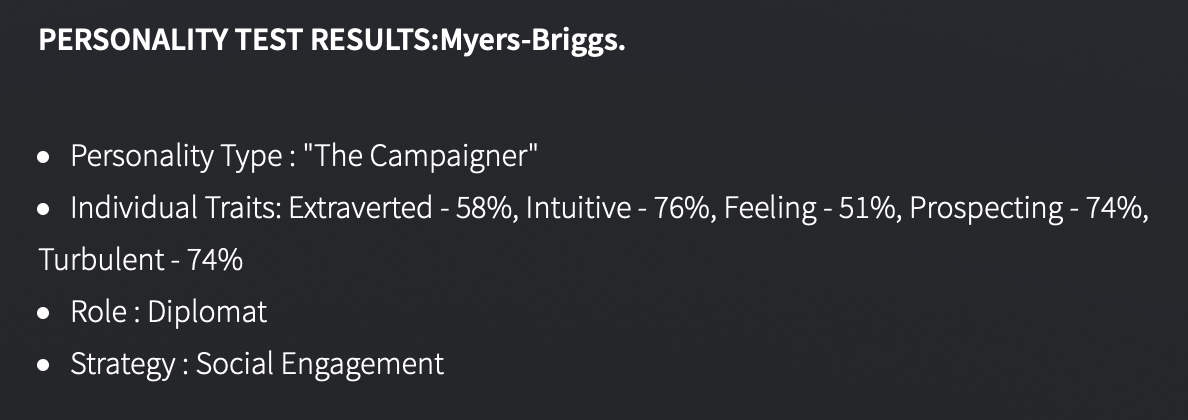 PERSONALITY TEST RESULTS:Myers-Briggs.
● Personality Type : "The Campaigner"
● Individual Traits: Extraverted - 58%, Intuitive - 76%, Feeling - 51%, Prospecting - 74%,
Turbulent - 74%
● Role : Diplomat
● Strategy : Social Engagement